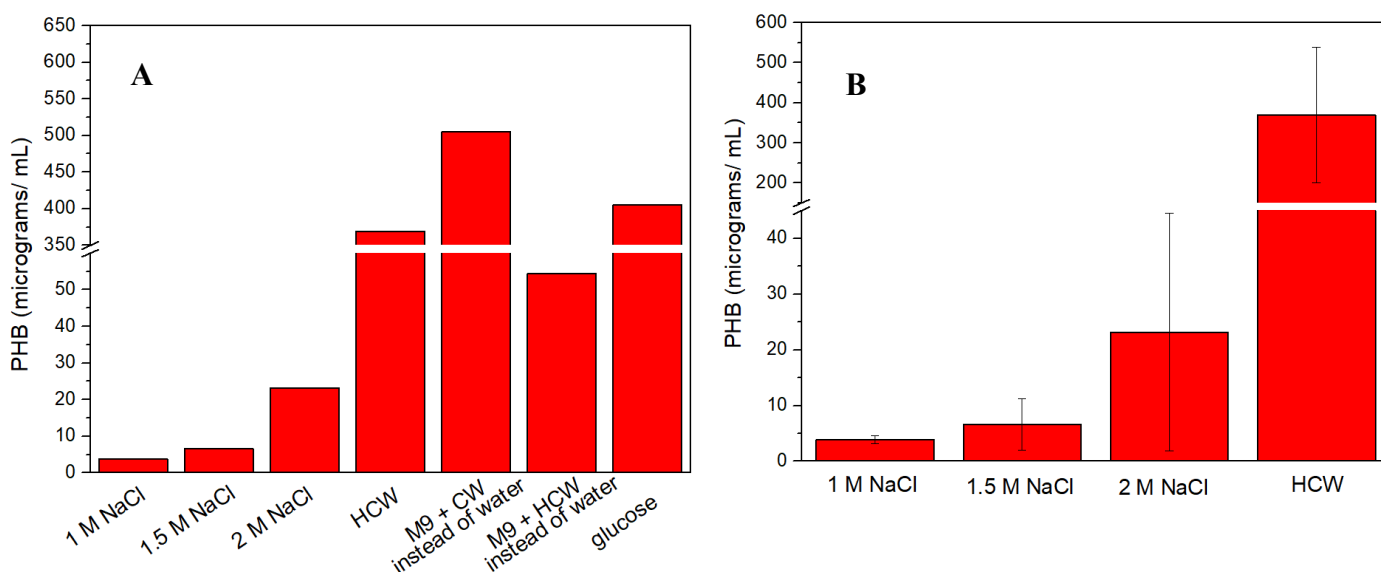 A
PHB (micrograms/ mL)
650
600
550
500
450
400
350
50
40
30
20
10
0
1 M NaCl
1.5 M NaCl
2 M NaCl
HCW
M9 + CW
instead of water
M9 + HCW
instead of water
glucose
B
PHB (micrograms/ mL)
600
500
400
300
200
40
30
20
10
0
1 M NaCl
1.5 M NaCl
2 M NaCl
HCW